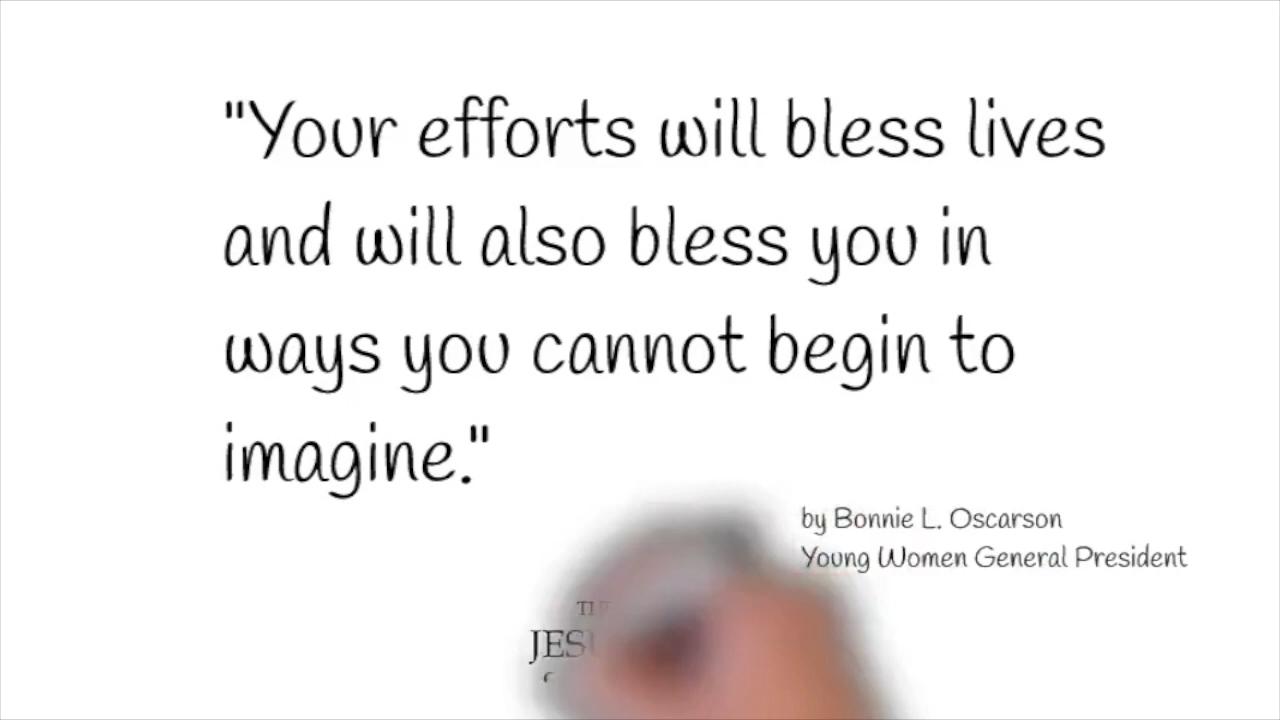 "Your efforts will bless lives
and will also bless you in
ways you cannot begin to
imagine."
by Bonnie L. Oscarson
Young Women General President